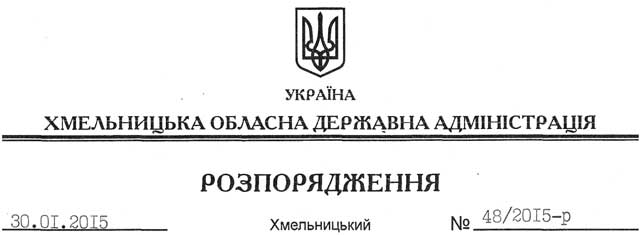 УКРАЇНА
ХМЕЛЬНИЦЬКА ОБЛАСНА ДЕРЖАВНА АДМІНІСТРАЦІЯ
РОЗПОРЯДЖЕННЯ
30.01.2015 Хмельницький № 48/2015-р